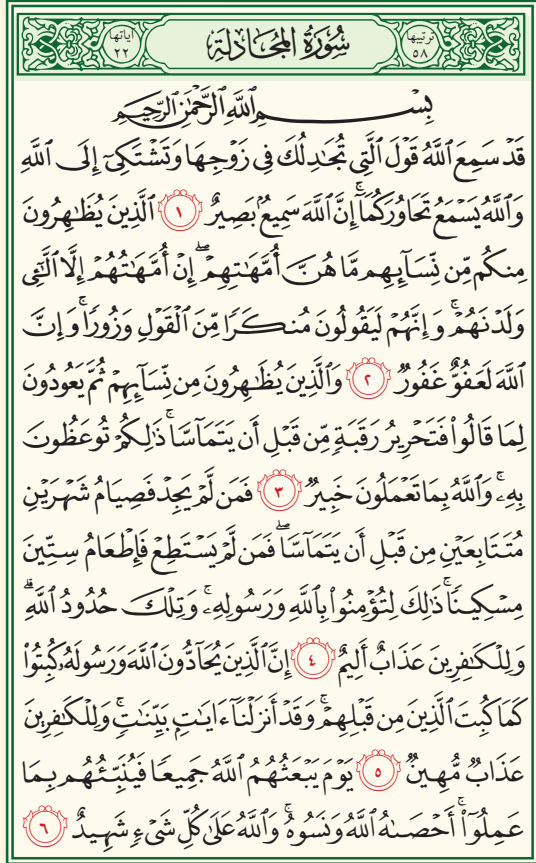 ترتيبها ٥٨ سُورَةُ المُجَادلَة آياتها ٢٢
بِسْمِ ٱللَّهِ ٱلرَّحْمَٰنِ ٱلرَّحِيمِ
قَدْ سَمِعَ ٱللَّهُ قَوْلَ ٱلَّتِى تُجَٰدِلُكَ فِى زَوْجِهَا وَتَشْتَكِىٓ إِلَى ٱللَّهِ
وَٱللَّهُ يَسْمَعُ تَحَاوُرَكُمَآ ۚ إِنَّ ٱللَّهَ سَمِيعٌۢ بَصِيرٌ ١ ٱلَّذِينَ يُظَٰهِرُونَ
مِنكُم مِّن نِّسَآئِهِم مَّا هُنَّ أُمَّهَٰتِهِمْ ۖ إِنْ أُمَّهَٰتُهُمْ إِلَّا ٱلَّٰٓـِٔى
وَلَدْنَهُمْ ۚ وَإِنَّهُمْ لَيَقُولُونَ مُنكَرًا مِّنَ ٱلْقَوْلِ وَزُورًا ۚ وَإِنَّ
ٱللَّهَ لَعَفُوٌّ غَفُورٌ ٢ وَٱلَّذِينَ يُظَٰهِرُونَ مِن نِّسَآئِهِمْ ثُمَّ يَعُودُونَ
لِمَا قَالُوا۟ فَتَحْرِيرُ رَقَبَةٍ مِّن قَبْلِ أَن يَتَمَآسَّا ۚ ذَٰلِكُمْ تُوعَظُونَ
بِهِۦ ۚ وَٱللَّهُ بِمَا تَعْمَلُونَ خَبِيرٌ ٣ فَمَن لَّمْ يَجِدْ فَصِيَامُ شَهْرَيْنِ
مُتَتَابِعَيْنِ مِن قَبْلِ أَن يَتَمَآسَّا ۖ فَمَن لَّمْ يَسْتَطِعْ فَإِطْعَامُ سِتِّينَ
مِسْكِينًا ۚ ذَٰلِكَ لِتُؤْمِنُوا۟ بِٱللَّهِ وَرَسُولِهِۦ ۚ وَتِلْكَ حُدُودُ ٱللَّهِ ۗ
وَلِلْكَٰفِرِينَ عَذَابٌ أَلِيمٌ ٤ إِنَّ ٱلَّذِينَ يُحَآدُّونَ ٱللَّهَ وَرَسُولَهُۥ كُبِتُوا۟
كَمَا كُبِتَ ٱلَّذِينَ مِن قَبْلِهِمْ ۚ وَقَدْ أَنزَلْنَآ ءَايَٰتٍۭ بَيِّنَٰتٍ ۚ وَلِلْكَٰفِرِينَ
عَذَابٌ مُّهِينٌ ٥ يَوْمَ يَبْعَثُهُمُ ٱللَّهُ جَمِيعًا فَيُنَبِّئُهُم بِمَا
عَمِلُوٓا۟ ۚ أَحْصَىٰهُ ٱللَّهُ وَنَسُوهُ ۚ وَٱللَّهُ عَلَىٰ كُلِّ شَىْءٍ شَهِيدٌ ٦